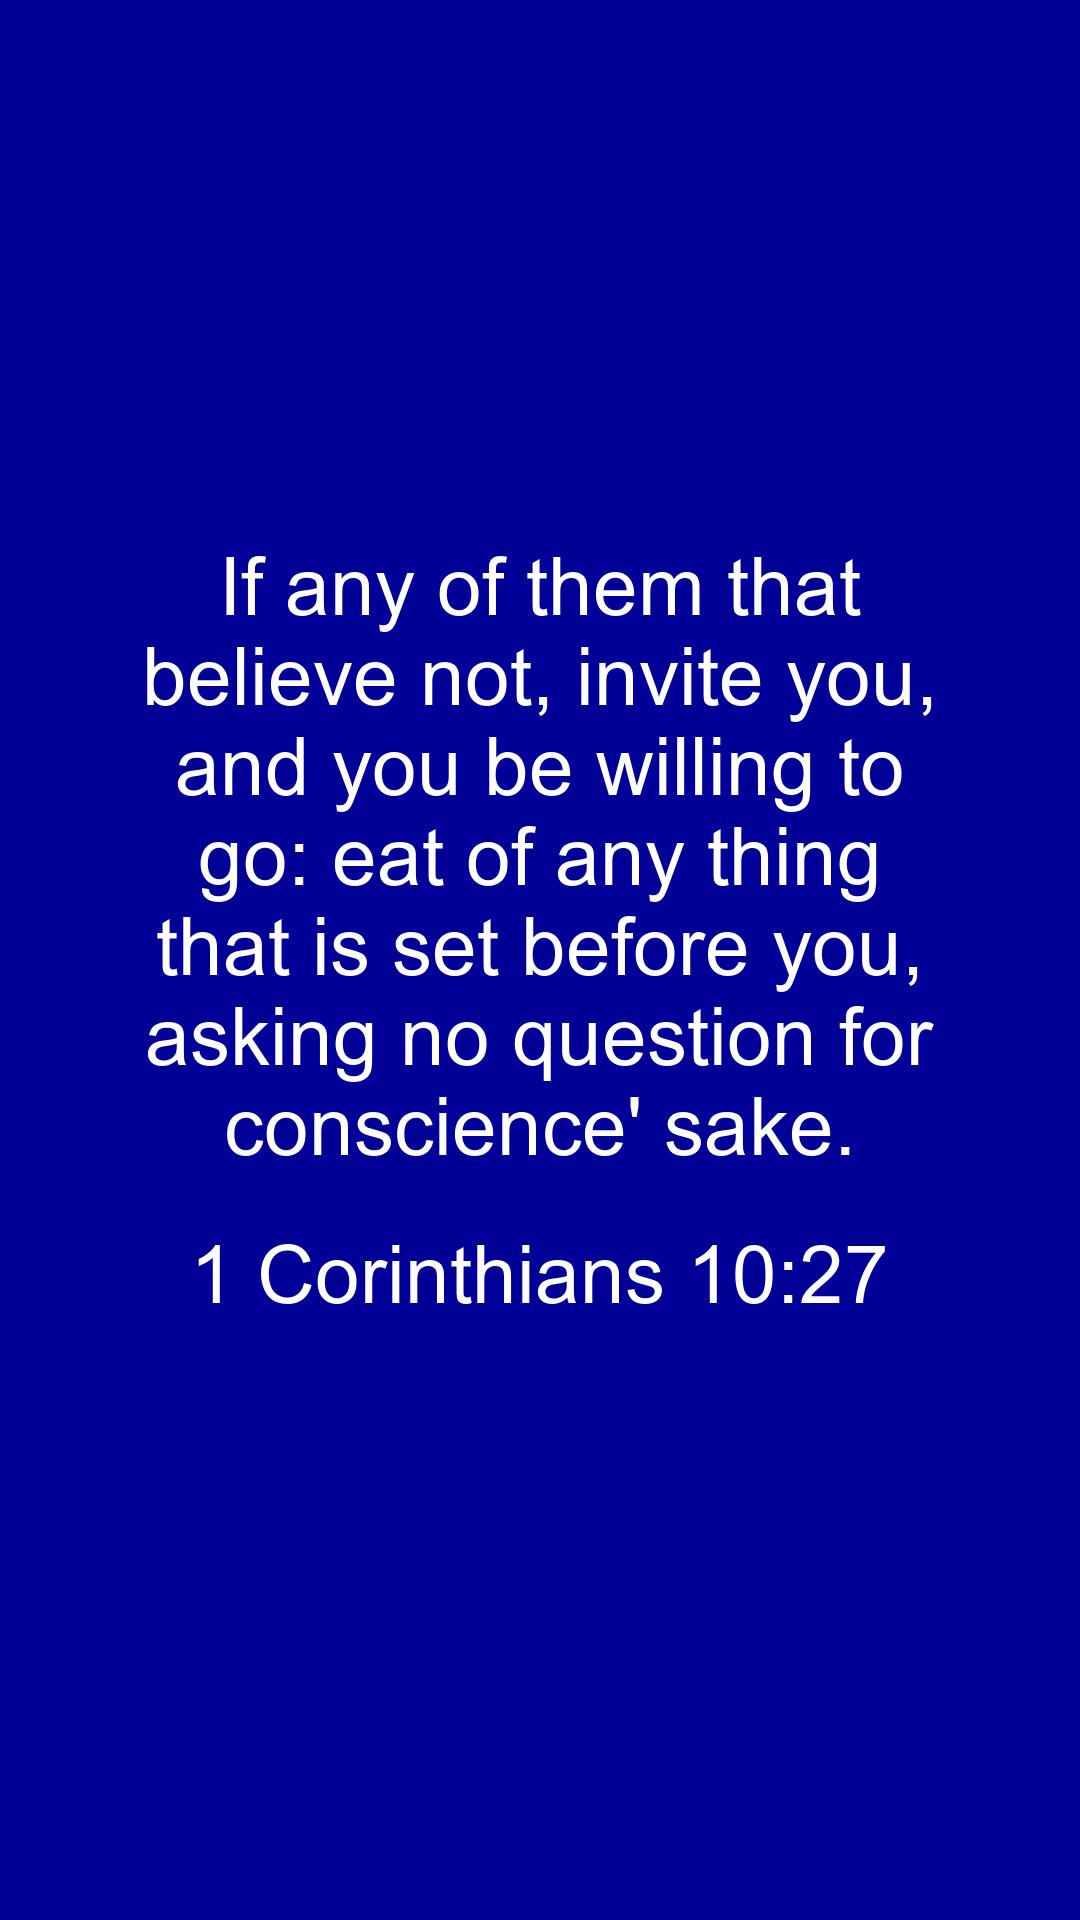 If any of them that
believe not, invite you,
and you be willing to
go: eat of any thing
that is set before you,
asking no question for
conscience' sake.
1 Corinthians 10:27